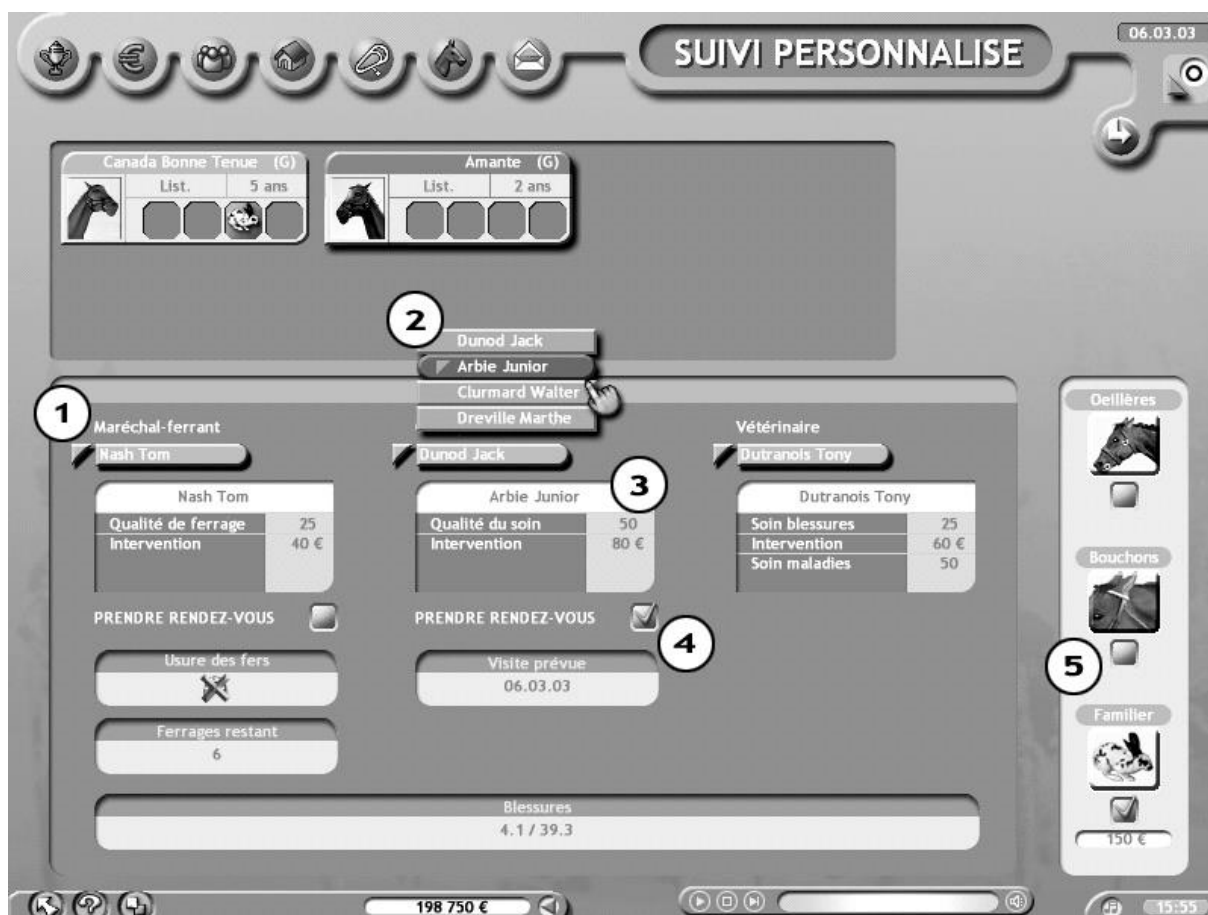 SUIVI PERSONNALISE
06.03.03
Canada Bonne Tenue (G)
List. 5 ans
Amante (G)
List. 2 ans
2
Dunod Jack
Arbie Junior
Clurmard Walter
Dreville Marthe
1
Maréchal-ferrant
Nash Tom
Dunod Jack
Vétérinaire
Dutranois Tony
Nash Tom
Qualité de ferrage 25
Intervention 40 €
Arbie Junior
3
Qualité du soin 50
Intervention 80 €
Dutranois Tony
Soin blessures 25
Intervention 60 €
Soin maladies 50
PRENDRE RENDEZ-VOUS
PRENDRE RENDEZ-VOUS
4
Usure des fers
Visite prévue
06.03.03
Ferrages restant
6
Blessures
4.1 / 39.3
Oeillères
Bouchons
5
Familier
150 €
198 750 €
15:55